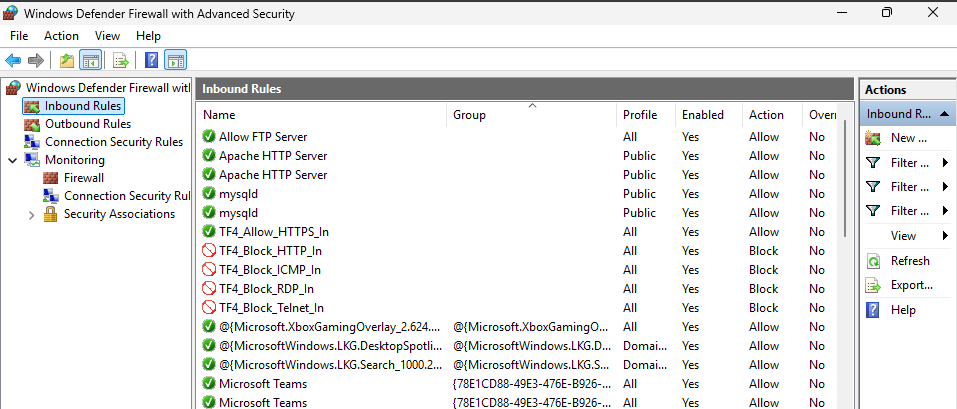 Windows Defender Firewall with Advanced Security
File Action View Help
Windows Defender Firewall witl
Inbound Rules
Outbound Rules
Connection Security Rules
Monitoring
Firewall
Connection Security Rul
Security Associations
Inbound Rules
Name Group Profile Enabled Action Overr
Allow FTP Server All Yes Allow No
Apache HTTP Server Public Yes Allow No
Apache HTTP Server Public Yes Allow No
mysqld Public Yes Allow No
mysqld Public Yes Allow No
TF4_Allow_HTTPS_In All Yes Allow No
TF4_Block_HTTP_In All Yes Block No
TF4_Block_ICMP_In All Yes Block No
TF4_Block_RDP_In All Yes Block No
TF4_Block_Telnet_In All Yes Block No
@{Microsoft.XboxGamingOverlay_2.624.... @{Microsoft.XboxGamingO... All Yes Allow No
@{MicrosoftWindows.LKG.DesktopSpotli... @{MicrosoftWindows.LKG.D... Domai... Yes Allow No
@{MicrosoftWindows.LKG.Search_1000.2... @{MicrosoftWindows.LKG.S... Domai... Yes Allow No
Microsoft Teams {78E1CD88-49E3-476E-B926-... All Yes Allow No
Microsoft Teams {78E1CD88-49E3-476E-B926-... All Yes Allow No
Actions
Inbound R...
New ...
Filter ...
Filter ...
Filter ...
View
Refresh
Export...
Help